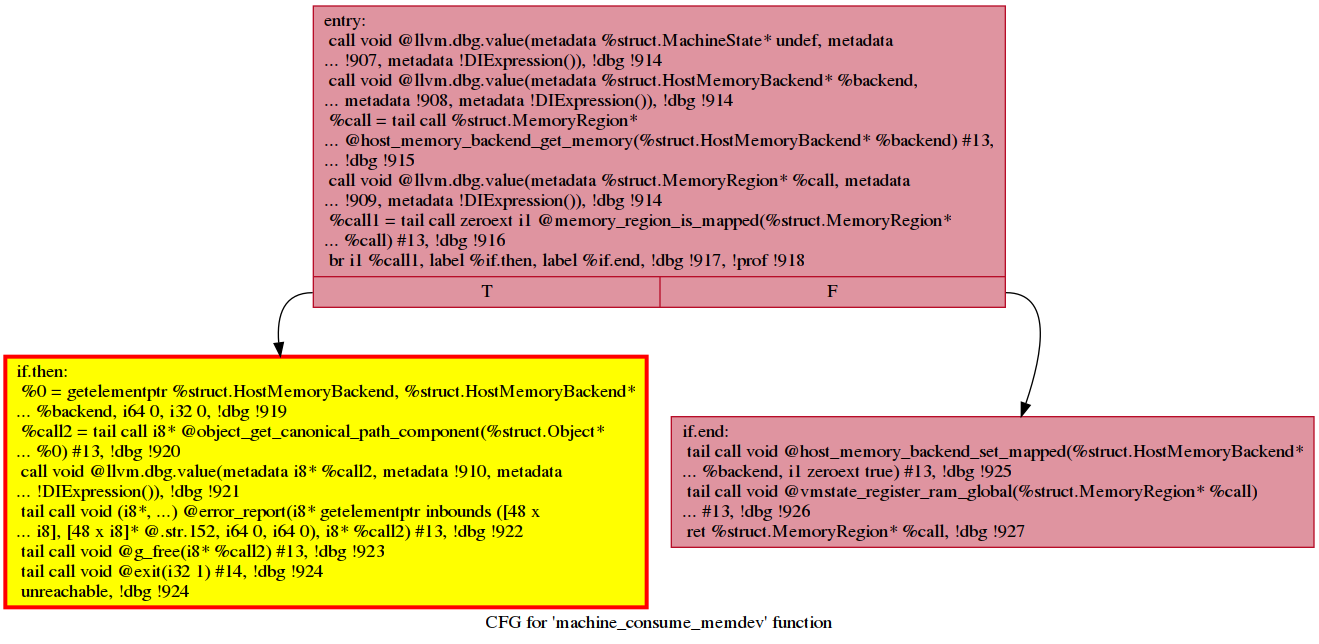 entry:
call void @llvm.dbg.value(metadata %struct.MachineState* undef, metadata
... !907, metadata !DIExpression()), !dbg !914
call void @llvm.dbg.value(metadata %struct.HostMemoryBackend* %backend,
... metadata !908, metadata !DIExpression()), !dbg !914
%call = tail call %struct.MemoryRegion*
... @host_memory_backend_get_memory(%struct.HostMemoryBackend* %backend) #13,
... !dbg !915
call void @llvm.dbg.value(metadata %struct.MemoryRegion* %call, metadata
... !909, metadata !DIExpression()), !dbg !914
%call1 = tail call zeroext i1 @memory_region_is_mapped(%struct.MemoryRegion*
... %call) #13, !dbg !916
br i1 %call1, label %if.then, label %if.end, !dbg !917, !prof !918
T
F
if.then:
%0 = getelementptr %struct.HostMemoryBackend, %struct.HostMemoryBackend*
... %backend, i64 0, i32 0, !dbg !919
%call2 = tail call i8* @object_get_canonical_path_component(%struct.Object*
... %0) #13, !dbg !920
call void @llvm.dbg.value(metadata i8* %call2, metadata !910, metadata
... !DIExpression()), !dbg !921
tail call void (i8*, ...) @error_report(i8* getelementptr inbounds ([48 x
... i8], [48 x i8]* @.str.152, i64 0, i64 0), i8* %call2) #13, !dbg !922
tail call void @g_free(i8* %call2) #13, !dbg !923
tail call void @exit(i32 1) #14, !dbg !924
unreachable, !dbg !924
if.end:
tail call void @host_memory_backend_set_mapped(%struct.HostMemoryBackend*
... %backend, i1 zeroext true) #13, !dbg !925
tail call void @vmstate_register_ram_global(%struct.MemoryRegion* %call)
... #13, !dbg !926
ret %struct.MemoryRegion* %call, !dbg !927
CFG for 'machine_consume_memdev' function